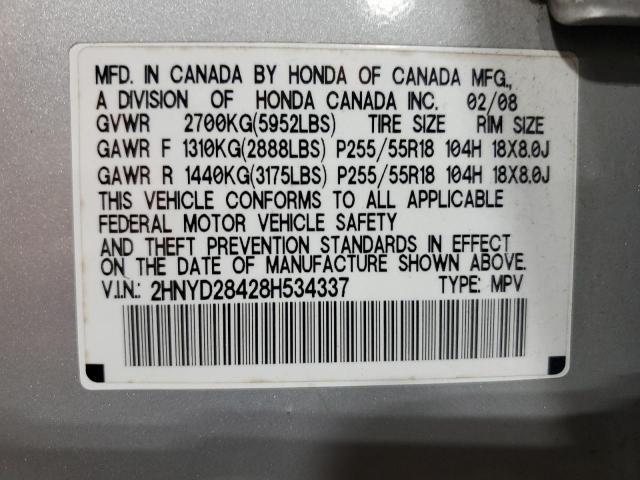 MFD. IN CANADA BY HONDA OF CANADA MFG.,
A DIVISION OF HONDA CANADA INC. 02/08
GVWR 2700KG(5952LBS) TIRE SIZE RIM SIZE
GAWR F 1310KG(2888LBS) P255/55R18 104H 18X8.0J
GAWR R 1440KG(3175LBS) P255/55R18 104H 18X8.0J
THIS VEHICLE CONFORMS TO ALL APPLICABLE
FEDERAL MOTOR VEHICLE SAFETY
AND THEFT PREVENTION STANDARDS IN EFFECT
ON THE DATE OF MANUFACTURE SHOWN ABOVE.
V.I.N.: 2HNYD28428H534337 TYPE: MPV